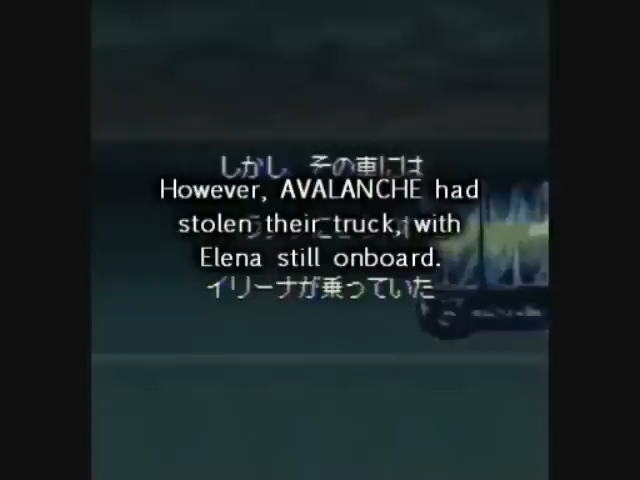 しかし その車には
However, AVALANCHE had
stolen their truck, with
Elena still onboard.
イリーナが乗っていた